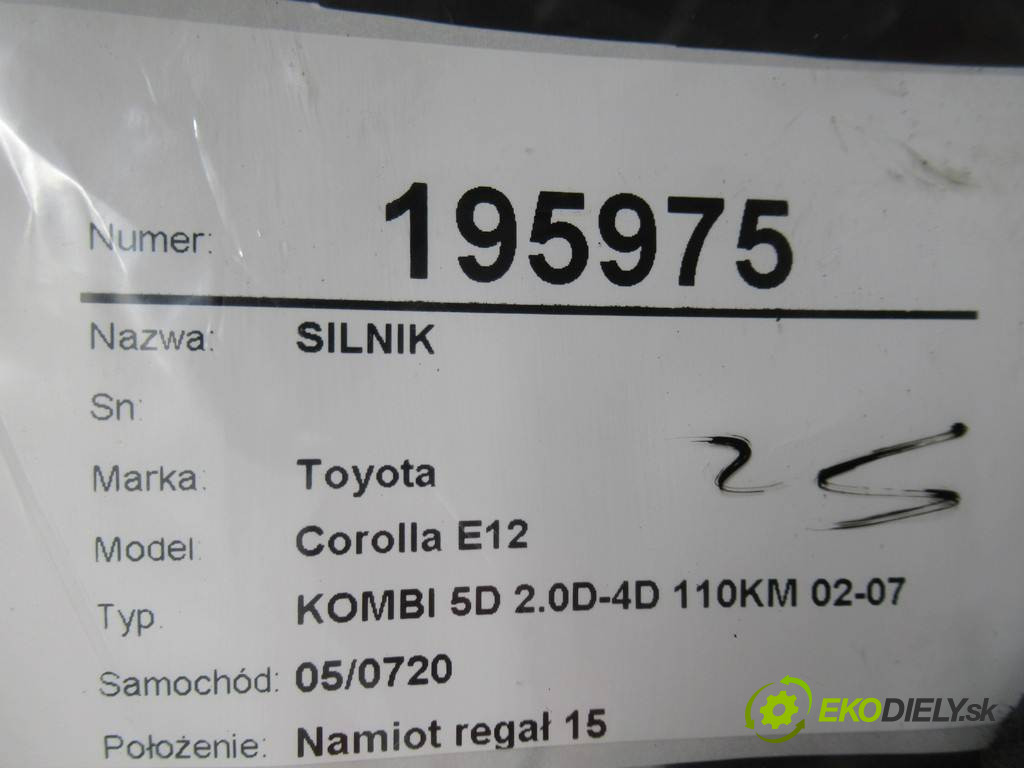 Numer: 195975
Nazwa: SILNIK
Sn:
Marka: Toyota
25
Model: Corolla E12
Typ: KOMBI 5D 2.0D-4D 110KM 02-07
Samochód: 05/0720
Położenie: Namiot regał 15
EKODIELY.sk